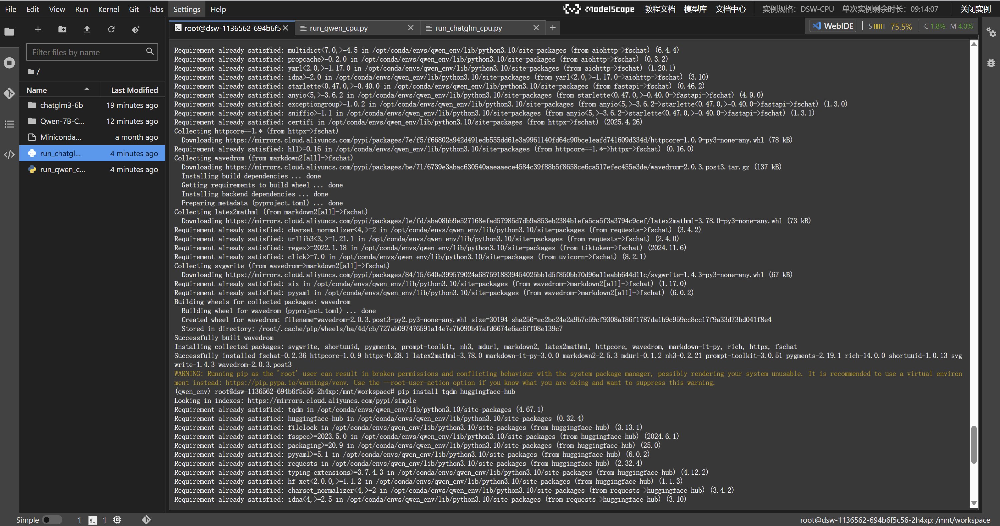 File Edit View Run Kernel Git Tabs Settings Help
ModelScope 教程文档 模型库 文档中心 实例规格: DSW-CPU 单次实例剩余时长: 09:14:07 关闭实例
root@dsw-1136562-694b6f5 run_qwen_cpu.py run_chatglm_cpu.py
WebIDE S 75.5% C 1.8% M 4.0%
Filter files by name
/
Name Last Modified
chatglm3-6b 19 minutes ago
Qwen-7B-C... 12 minutes ago
Miniconda... a month ago
run_chatgl... 4 minutes ago
run_qwen_c... 4 minutes ago
Requirement already satisfied: multidict<7.0,>=4.5 in /opt/conda/envs/qwen_env/lib/python3.10/site-packages (from aiohttp->fschat) (6.4.4)
Requirement already satisfied: propcache>=0.2.0 in /opt/conda/envs/qwen_env/lib/python3.10/site-packages (from aiohttp->fschat) (0.3.2)
Requirement already satisfied: yarl<2.0,>=1.17.0 in /opt/conda/envs/qwen_env/lib/python3.10/site-packages (from aiohttp->fschat) (1.20.1)
Requirement already satisfied: idna>=2.0 in /opt/conda/envs/qwen_env/lib/python3.10/site-packages (from yarl<2.0,>=1.17.0->aiohttp->fschat) (3.10)
Requirement already satisfied: starlette<0.47.0,>=0.40.0 in /opt/conda/envs/qwen_env/lib/python3.10/site-packages (from fastapi->fschat) (0.46.2)
Requirement already satisfied: anyio<5,>=3.6.2 in /opt/conda/envs/qwen_env/lib/python3.10/site-packages (from starlette<0.47.0,>=0.40.0->fastapi->fschat) (4.9.0)
Requirement already satisfied: exceptiongroup>=1.0.2 in /opt/conda/envs/qwen_env/lib/python3.10/site-packages (from anyio<5,>=3.6.2->starlette<0.47.0,>=0.40.0->fastapi->fschat) (1.3.0)
Requirement already satisfied: sniffio>=1.1 in /opt/conda/envs/qwen_env/lib/python3.10/site-packages (from anyio<5,>=3.6.2->starlette<0.47.0,>=0.40.0->fastapi->fschat) (1.3.1)
Requirement already satisfied: certifi in /opt/conda/envs/qwen_env/lib/python3.10/site-packages (from httpx->fschat) (2025.4.26)
Collecting httpcore==1.* (from httpx->fschat)
Downloading https://mirrors.cloud.aliyuncs.com/pypi/packages/7e/f5/f66802a942d491edb555dd61e3a9961140fd64c90bce1eafd741609d334d/httpcore-1.0.9-py3-none-any.whl (78 kB)
Requirement already satisfied: h11>=0.16 in /opt/conda/envs/qwen_env/lib/python3.10/site-packages (from httpcore==1.*->httpx->fschat) (0.16.0)
Collecting wavedrom (from markdown2[all]->fschat)
Downloading https://mirrors.cloud.aliyuncs.com/pypi/packages/be/71/6739e3abac630540aaeaaece4584c39f88b5f8658ce6ca517efec455e3de/wavedrom-2.0.3.post3.tar.gz (137 kB)
Installing build dependencies ... done
Getting requirements to build wheel ... done
Installing backend dependencies ... done
Preparing metadata (pyproject.toml) ... done
Collecting latex2mathml (from markdown2[all]->fschat)
Downloading https://mirrors.cloud.aliyuncs.com/pypi/packages/1e/fd/aba08bb9e527168efad57985d7db9a853eb2384b1efa5ca5f3a3794c9cef/latex2mathml-3.78.0-py3-none-any.whl (73 kB)
Requirement already satisfied: charset_normalizer<4,>=2 in /opt/conda/envs/qwen_env/lib/python3.10/site-packages (from requests->fschat) (3.4.2)
Requirement already satisfied: urllib3<3,>=1.21.1 in /opt/conda/envs/qwen_env/lib/python3.10/site-packages (from requests->fschat) (2.4.0)
Requirement already satisfied: regex>=2022.1.18 in /opt/conda/envs/qwen_env/lib/python3.10/site-packages (from tiktoken->fschat) (2024.11.6)
Requirement already satisfied: click>=7.0 in /opt/conda/envs/qwen_env/lib/python3.10/site-packages (from uvicorn->fschat) (8.2.1)
Collecting svgwrite (from wavedrom->markdown2[all]->fschat)
Downloading https://mirrors.cloud.aliyuncs.com/pypi/packages/84/15/640e399579024a6875918839454025bb1d5f850bb70d96a11eabb644d11c/svgwrite-1.4.3-py3-none-any.whl (67 kB)
Requirement already satisfied: six in /opt/conda/envs/qwen_env/lib/python3.10/site-packages (from wavedrom->markdown2[all]->fschat) (1.17.0)
Requirement already satisfied: pyyaml in /opt/conda/envs/qwen_env/lib/python3.10/site-packages (from wavedrom->markdown2[all]->fschat) (6.0.2)
Building wheels for collected packages: wavedrom
Building wheel for wavedrom (pyproject.toml) ... done
Created wheel for wavedrom: filename=wavedrom-2.0.3.post3-py2.py3-none-any.whl size=30194 sha256=ec2bc24e2a9b7c59cf9308a186f1787da1b9c959cc8cc17f9a33d73bd041f8e4
Stored in directory: /root/.cache/pip/wheels/ba/4d/cb/727ab097476591a14e7e7b090b47afd6674e6ac6ff08e139c7
Successfully built wavedrom
Installing collected packages: svgwrite, shortuuid, pygments, prompt-toolkit, nh3, mdurl, markdown2, latex2mathml, httpcore, wavedrom, markdown-it-py, rich, httpx, fschat
Successfully installed fschat-0.2.36 httpcore-1.0.9 httpx-0.28.1 latex2mathml-3.78.0 markdown-it-py-3.0.0 markdown2-2.5.3 mdurl-0.1.2 nh3-0.2.21 prompt-toolkit-3.0.51 pygments-2.19.1 rich-14.0.0 shortuuid-1.0.13 svg
write-1.4.3 wavedrom-2.0.3.post3
WARNING: Running pip as the 'root' user can result in broken permissions and conflicting behaviour with the system package manager, possibly rendering your system unusable. It is recommended to use a virtual environ
ment instead: https://pip.pypa.io/warnings/venv. Use the --root-user-action option if you know what you are doing and want to suppress this warning.
(qwen_env) root@dsw-1136562-694b6f5c56-2h4xp:/mnt/workspace# pip install tqdm huggingface-hub
Looking in indexes: https://mirrors.cloud.aliyuncs.com/pypi/simple
Requirement already satisfied: tqdm in /opt/conda/envs/qwen_env/lib/python3.10/site-packages (4.67.1)
Requirement already satisfied: huggingface-hub in /opt/conda/envs/qwen_env/lib/python3.10/site-packages (0.32.4)
Requirement already satisfied: filelock in /opt/conda/envs/qwen_env/lib/python3.10/site-packages (from huggingface-hub) (3.13.1)
Requirement already satisfied: fsspec>=2023.5.0 in /opt/conda/envs/qwen_env/lib/python3.10/site-packages (from huggingface-hub) (2024.6.1)
Requirement already satisfied: packaging>=20.9 in /opt/conda/envs/qwen_env/lib/python3.10/site-packages (from huggingface-hub) (25.0)
Requirement already satisfied: pyyaml>=5.1 in /opt/conda/envs/qwen_env/lib/python3.10/site-packages (from huggingface-hub) (6.0.2)
Requirement already satisfied: requests in /opt/conda/envs/qwen_env/lib/python3.10/site-packages (from huggingface-hub) (2.32.4)
Requirement already satisfied: typing-extensions>=3.7.4.3 in /opt/conda/envs/qwen_env/lib/python3.10/site-packages (from huggingface-hub) (4.12.2)
Requirement already satisfied: hf-xet<2.0.0,>=1.1.2 in /opt/conda/envs/qwen_env/lib/python3.10/site-packages (from huggingface-hub) (1.1.3)
Requirement already satisfied: charset_normalizer<4,>=2 in /opt/conda/envs/qwen_env/lib/python3.10/site-packages (from requests->huggingface-hub) (3.4.2)
Requirement already satisfied: idna<4,>=2.5 in /opt/conda/envs/qwen_env/lib/python3.10/site-packages (from requests->huggingface-hub) (3.10)
Simple 1 $_ 1 root@dsw-1136562-694b6f5c56-2h4xp: /mnt/workspace